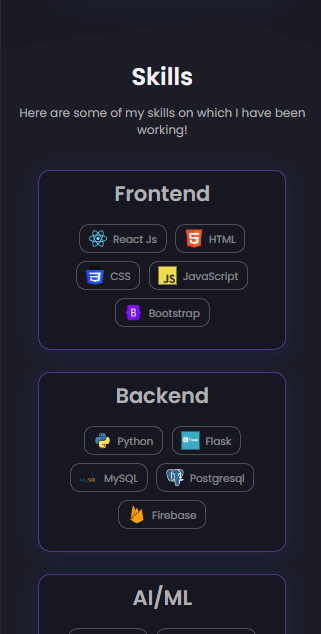 Skills
Here are some of my skills on which I have been
working!
Frontend
React Js HTML
CSS JavaScript
Bootstrap
Backend
Python Flask
MySQL Postgresql
Firebase
AI/ML